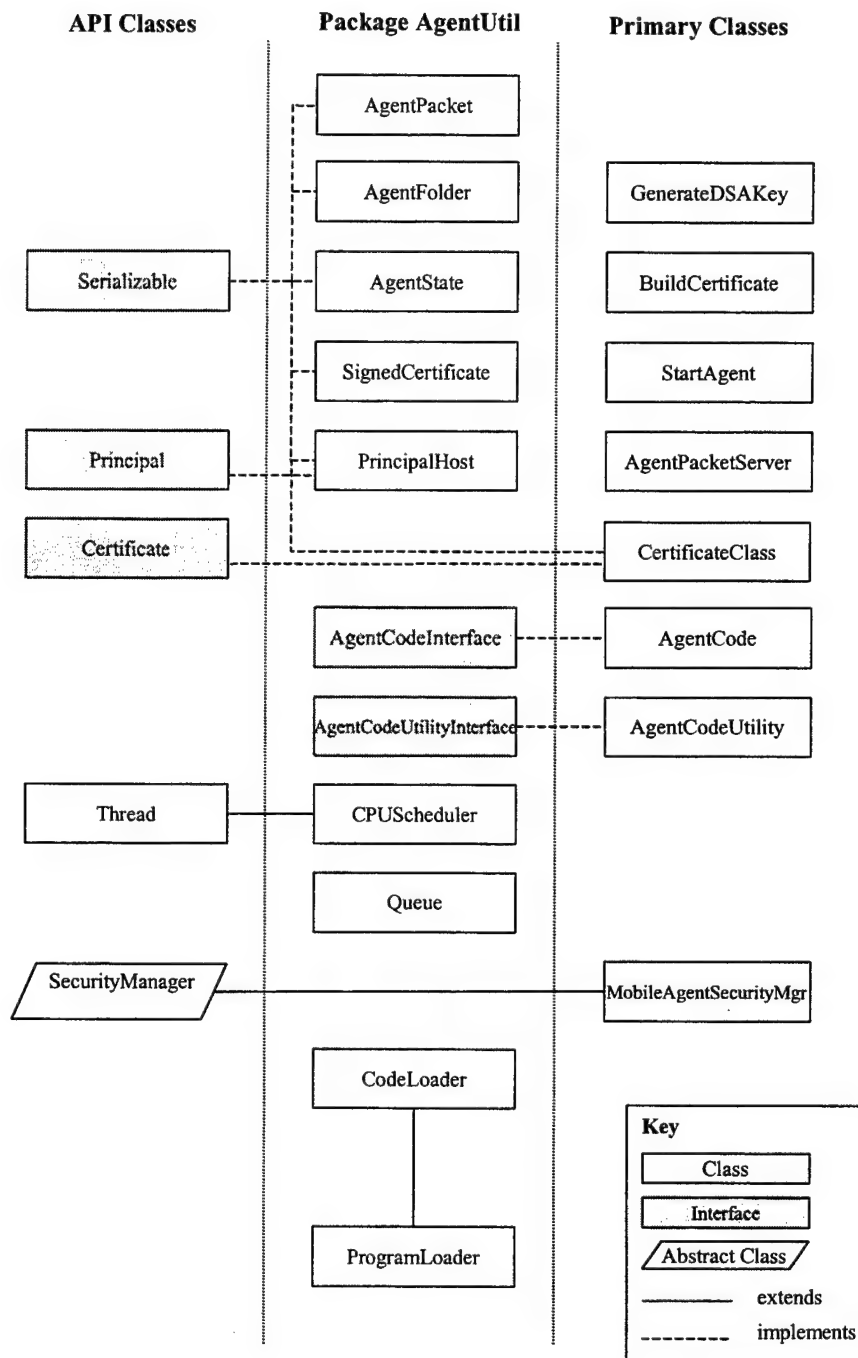 API Classes
Package AgentUtil
Primary Classes
AgentPacket
AgentFolder
GenerateDSAKey
Serializable
AgentState
BuildCertificate
SignedCertificate
StartAgent
Principal
PrincipalHost
AgentPacketServer
Certificate
CertificateClass
AgentCodeInterface
AgentCode
AgentCodeUtilityInterface
AgentCodeUtility
Thread
CPUScheduler
Queue
SecurityManager
MobileAgentSecurityMgr
CodeLoader
ProgramLoader
Key
Class
Interface
Abstract Class
extends
implements